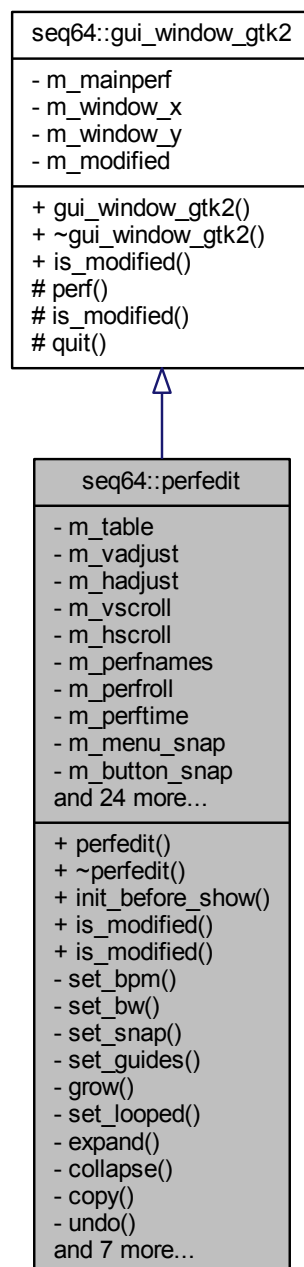 seq64::gui_window_gtk2
- m_mainperf
- m_window_x
- m_window_y
- m_modified
+ gui_window_gtk2()
+ ~gui_window_gtk2()
+ is_modified()
# perf()
# is_modified()
# quit()
seq64::perfedit
- m_table
- m_vadjust
- m_hadjust
- m_vscroll
- m_hscroll
- m_perfnames
- m_perfroll
- m_perftime
- m_menu_snap
- m_button_snap
and 24 more...
+ perfedit()
+ ~perfedit()
+ init_before_show()
+ is_modified()
+ is_modified()
- set_bpm()
- set_bw()
- set_snap()
- set_guides()
- grow()
- set_looped()
- expand()
- collapse()
- copy()
- undo()
and 7 more...